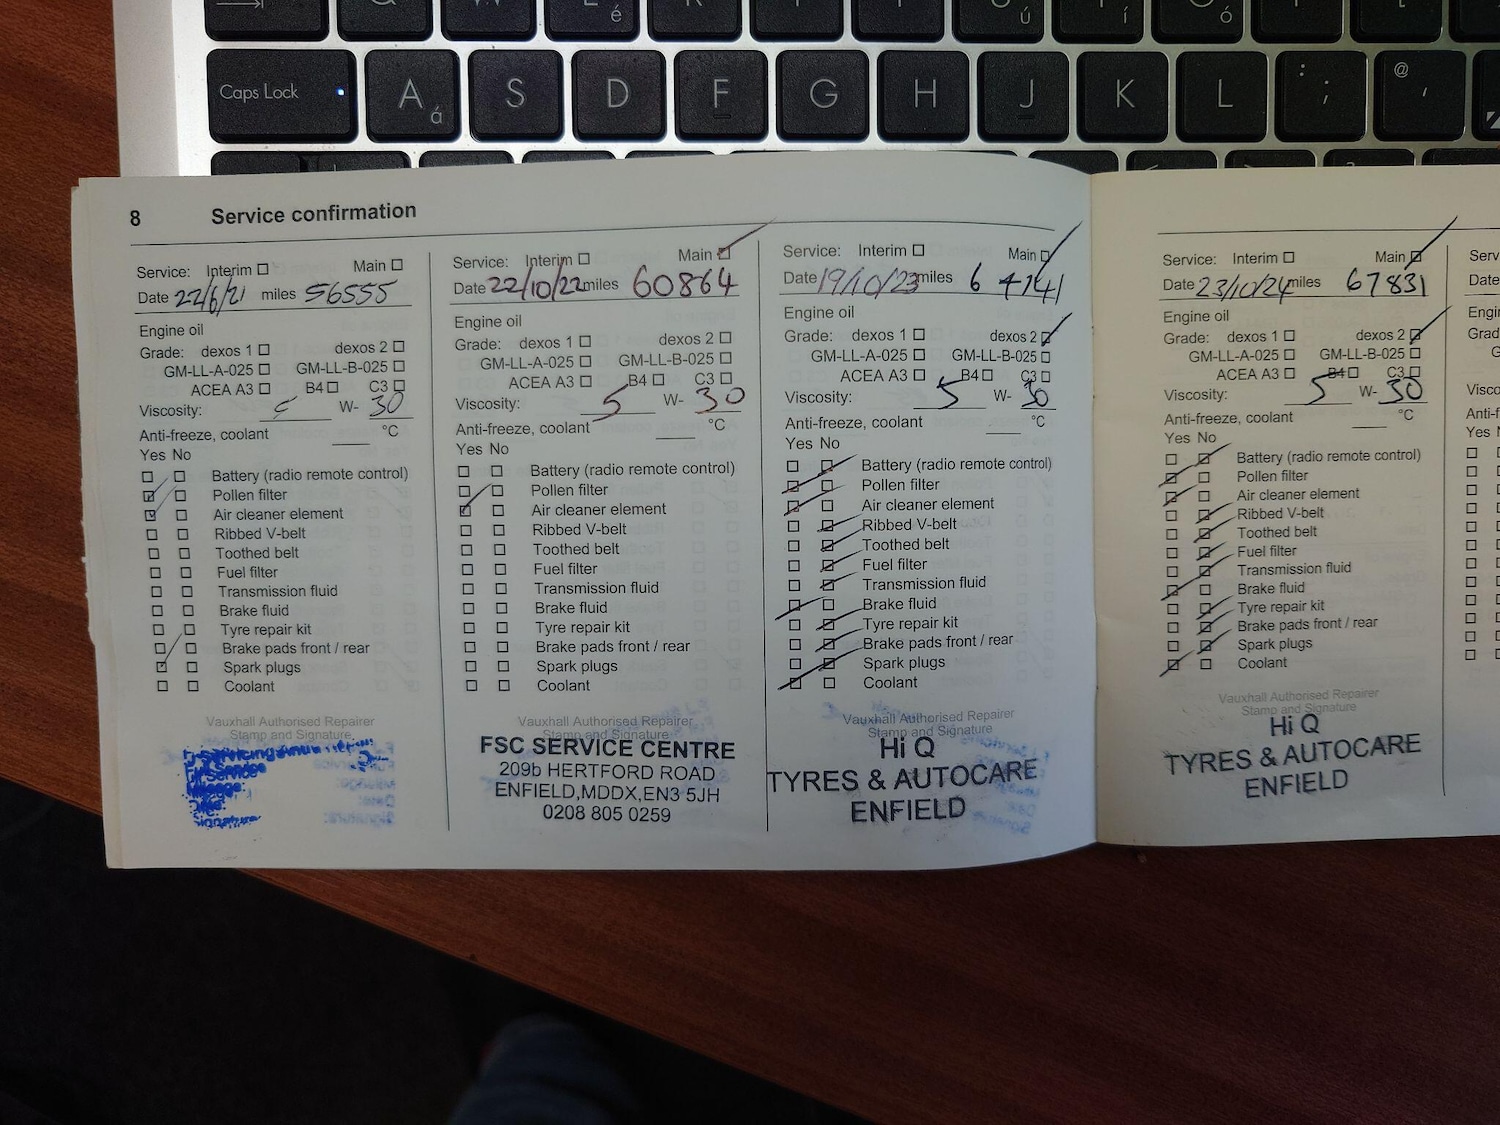 Caps Lock
A á S D F G H J K L : ; @ '
é ú í ó
8 Service confirmation
Service: Interim Main
Date 22/6/21 miles 56555
Engine oil
Grade: dexos 1 dexos 2
GM-LL-A-025 GM-LL-B-025
ACEA A3 B4 C3
Viscosity: 5 W- 30
Anti-freeze, coolant °C
Yes No
Battery (radio remote control)
Pollen filter
Air cleaner element
Ribbed V-belt
Toothed belt
Fuel filter
Transmission fluid
Brake fluid
Tyre repair kit
Brake pads front / rear
Spark plugs
Coolant
Vauxhall Authorised Repairer
Stamp and Signature
Mileage:
Date:
Signature:
Service: Interim Main
Date 22/10/22 miles 60864
Engine oil
Grade: dexos 1 dexos 2
GM-LL-A-025 GM-LL-B-025
ACEA A3 B4 C3
Viscosity: 5 W- 30
Anti-freeze, coolant °C
Yes No
Battery (radio remote control)
Pollen filter
Air cleaner element
Ribbed V-belt
Toothed belt
Fuel filter
Transmission fluid
Brake fluid
Tyre repair kit
Brake pads front / rear
Spark plugs
Coolant
Vauxhall Authorised Repairer
Stamp and Signature
FSC SERVICE CENTRE
209b HERTFORD ROAD
ENFIELD,MDDX,EN3 5JH
0208 805 0259
Service: Interim Main
Date 19/10/23 miles 64741
Engine oil
Grade: dexos 1 dexos 2
GM-LL-A-025 GM-LL-B-025
ACEA A3 B4 C3
Viscosity: 5 W- 30
Anti-freeze, coolant °C
Yes No
Battery (radio remote control)
Pollen filter
Air cleaner element
Ribbed V-belt
Toothed belt
Fuel filter
Transmission fluid
Brake fluid
Tyre repair kit
Brake pads front / rear
Spark plugs
Coolant
Vauxhall Authorised Repairer
Stamp and Signature
Hi Q
TYRES & AUTOCARE
ENFIELD
Service: Interim Main
Date 23/10/24 miles 67831
Engine oil
Grade: dexos 1 dexos 2
GM-LL-A-025 GM-LL-B-025
ACEA A3 B4 C3
Viscosity: 5 W- 30
Anti-freeze, coolant °C
Yes No
Battery (radio remote control)
Pollen filter
Air cleaner element
Ribbed V-belt
Toothed belt
Fuel filter
Transmission fluid
Brake fluid
Tyre repair kit
Brake pads front / rear
Spark plugs
Coolant
Vauxhall Authorised Repairer
Stamp and Signature
Hi Q
TYRES & AUTOCARE
ENFIELD